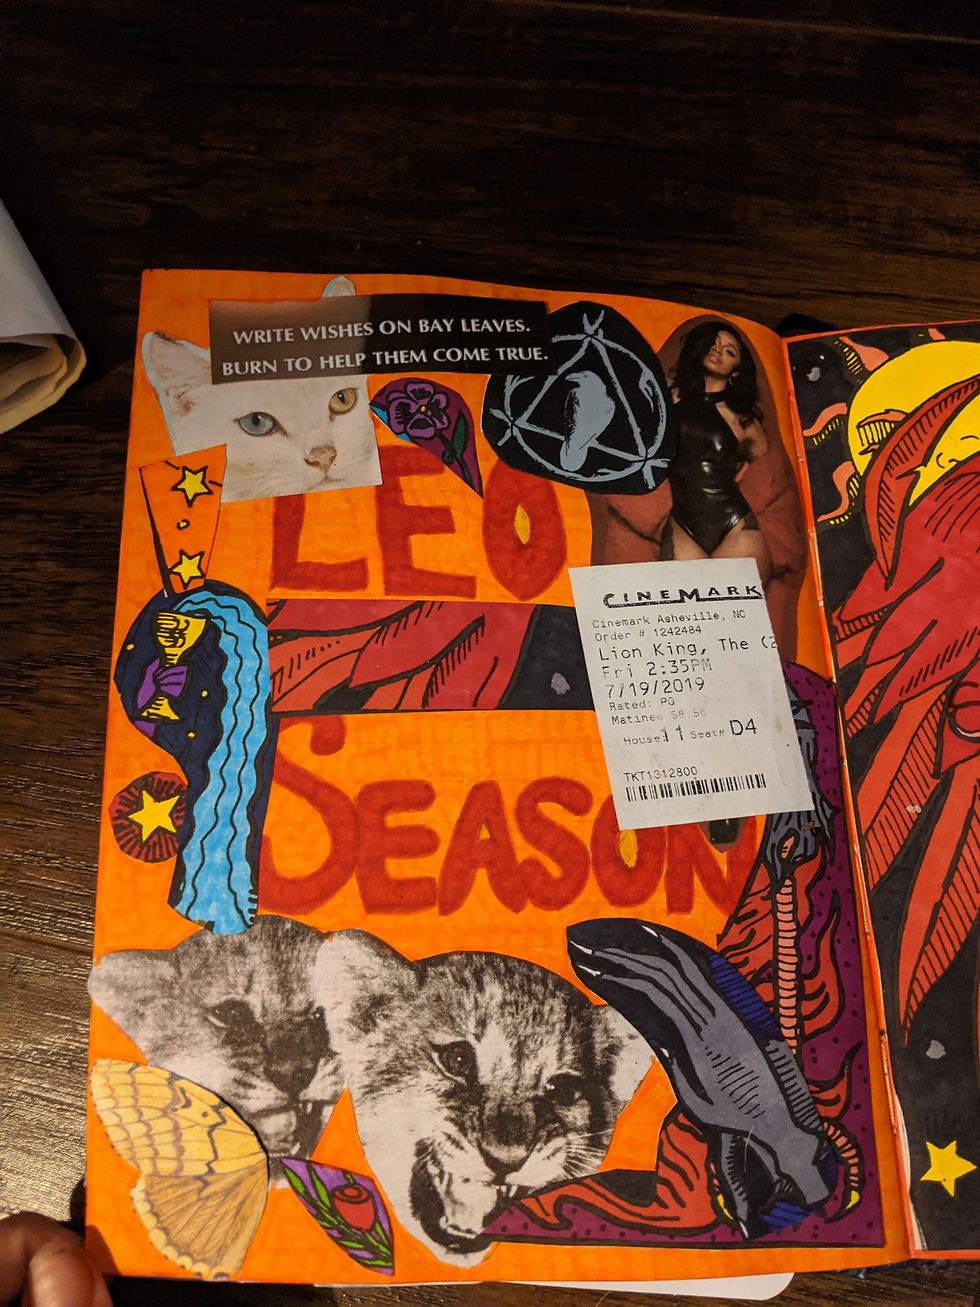 WRITE WISHES ON BAY LEAVES.
BURN TO HELP THEM COME TRUE.
LEO
SEASON
CINEMARK
Cinemark Asheville, NC
Order # 1242484
Lion King, The (2
Fri 2:35PM
7/19/2019
Rated: PG
Matinee $8.56
House: 11 Seat# D4
TKT1312800